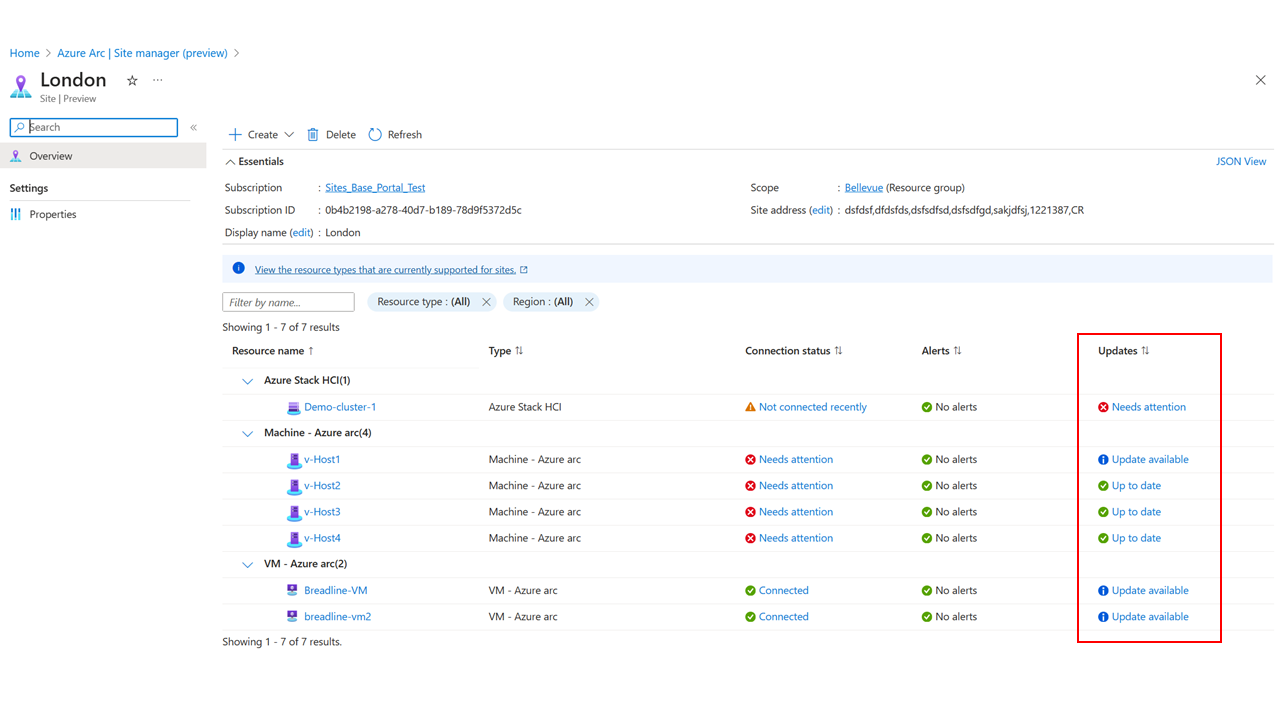 Home > Azure Arc | Site manager (preview) >
London
Site | Preview
Search
Overview
Settings
Properties
Create Delete Refresh
Essentials JSON View
Subscription : Sites_Base_Portal_Test Scope : Bellevue (Resource group)
Subscription ID : 0b4b2198-a278-40d7-b189-78d9f5372d5c Site address (edit) : dsfdsf,dfdsfds,dsfsdfsd,dsfsdfgd,sakjdfsj,1221387,CR
Display name (edit) : London
View the resource types that are currently supported for sites.
Filter by name... Resource type : (All) Region : (All)
Showing 1 - 7 of 7 results
Resource name ↑ Type ↑↓ Connection status ↑↓ Alerts ↑↓ Updates ↑↓
Azure Stack HCI(1)
Demo-cluster-1 Azure Stack HCI Not connected recently No alerts Needs attention
Machine - Azure arc(4)
v-Host1 Machine - Azure arc Needs attention No alerts Update available
v-Host2 Machine - Azure arc Needs attention No alerts Up to date
v-Host3 Machine - Azure arc Needs attention No alerts Up to date
v-Host4 Machine - Azure arc Needs attention No alerts Up to date
VM - Azure arc(2)
Breadline-VM VM - Azure arc Connected No alerts Update available
breadline-vm2 VM - Azure arc Connected No alerts Update available
Showing 1 - 7 of 7 results.